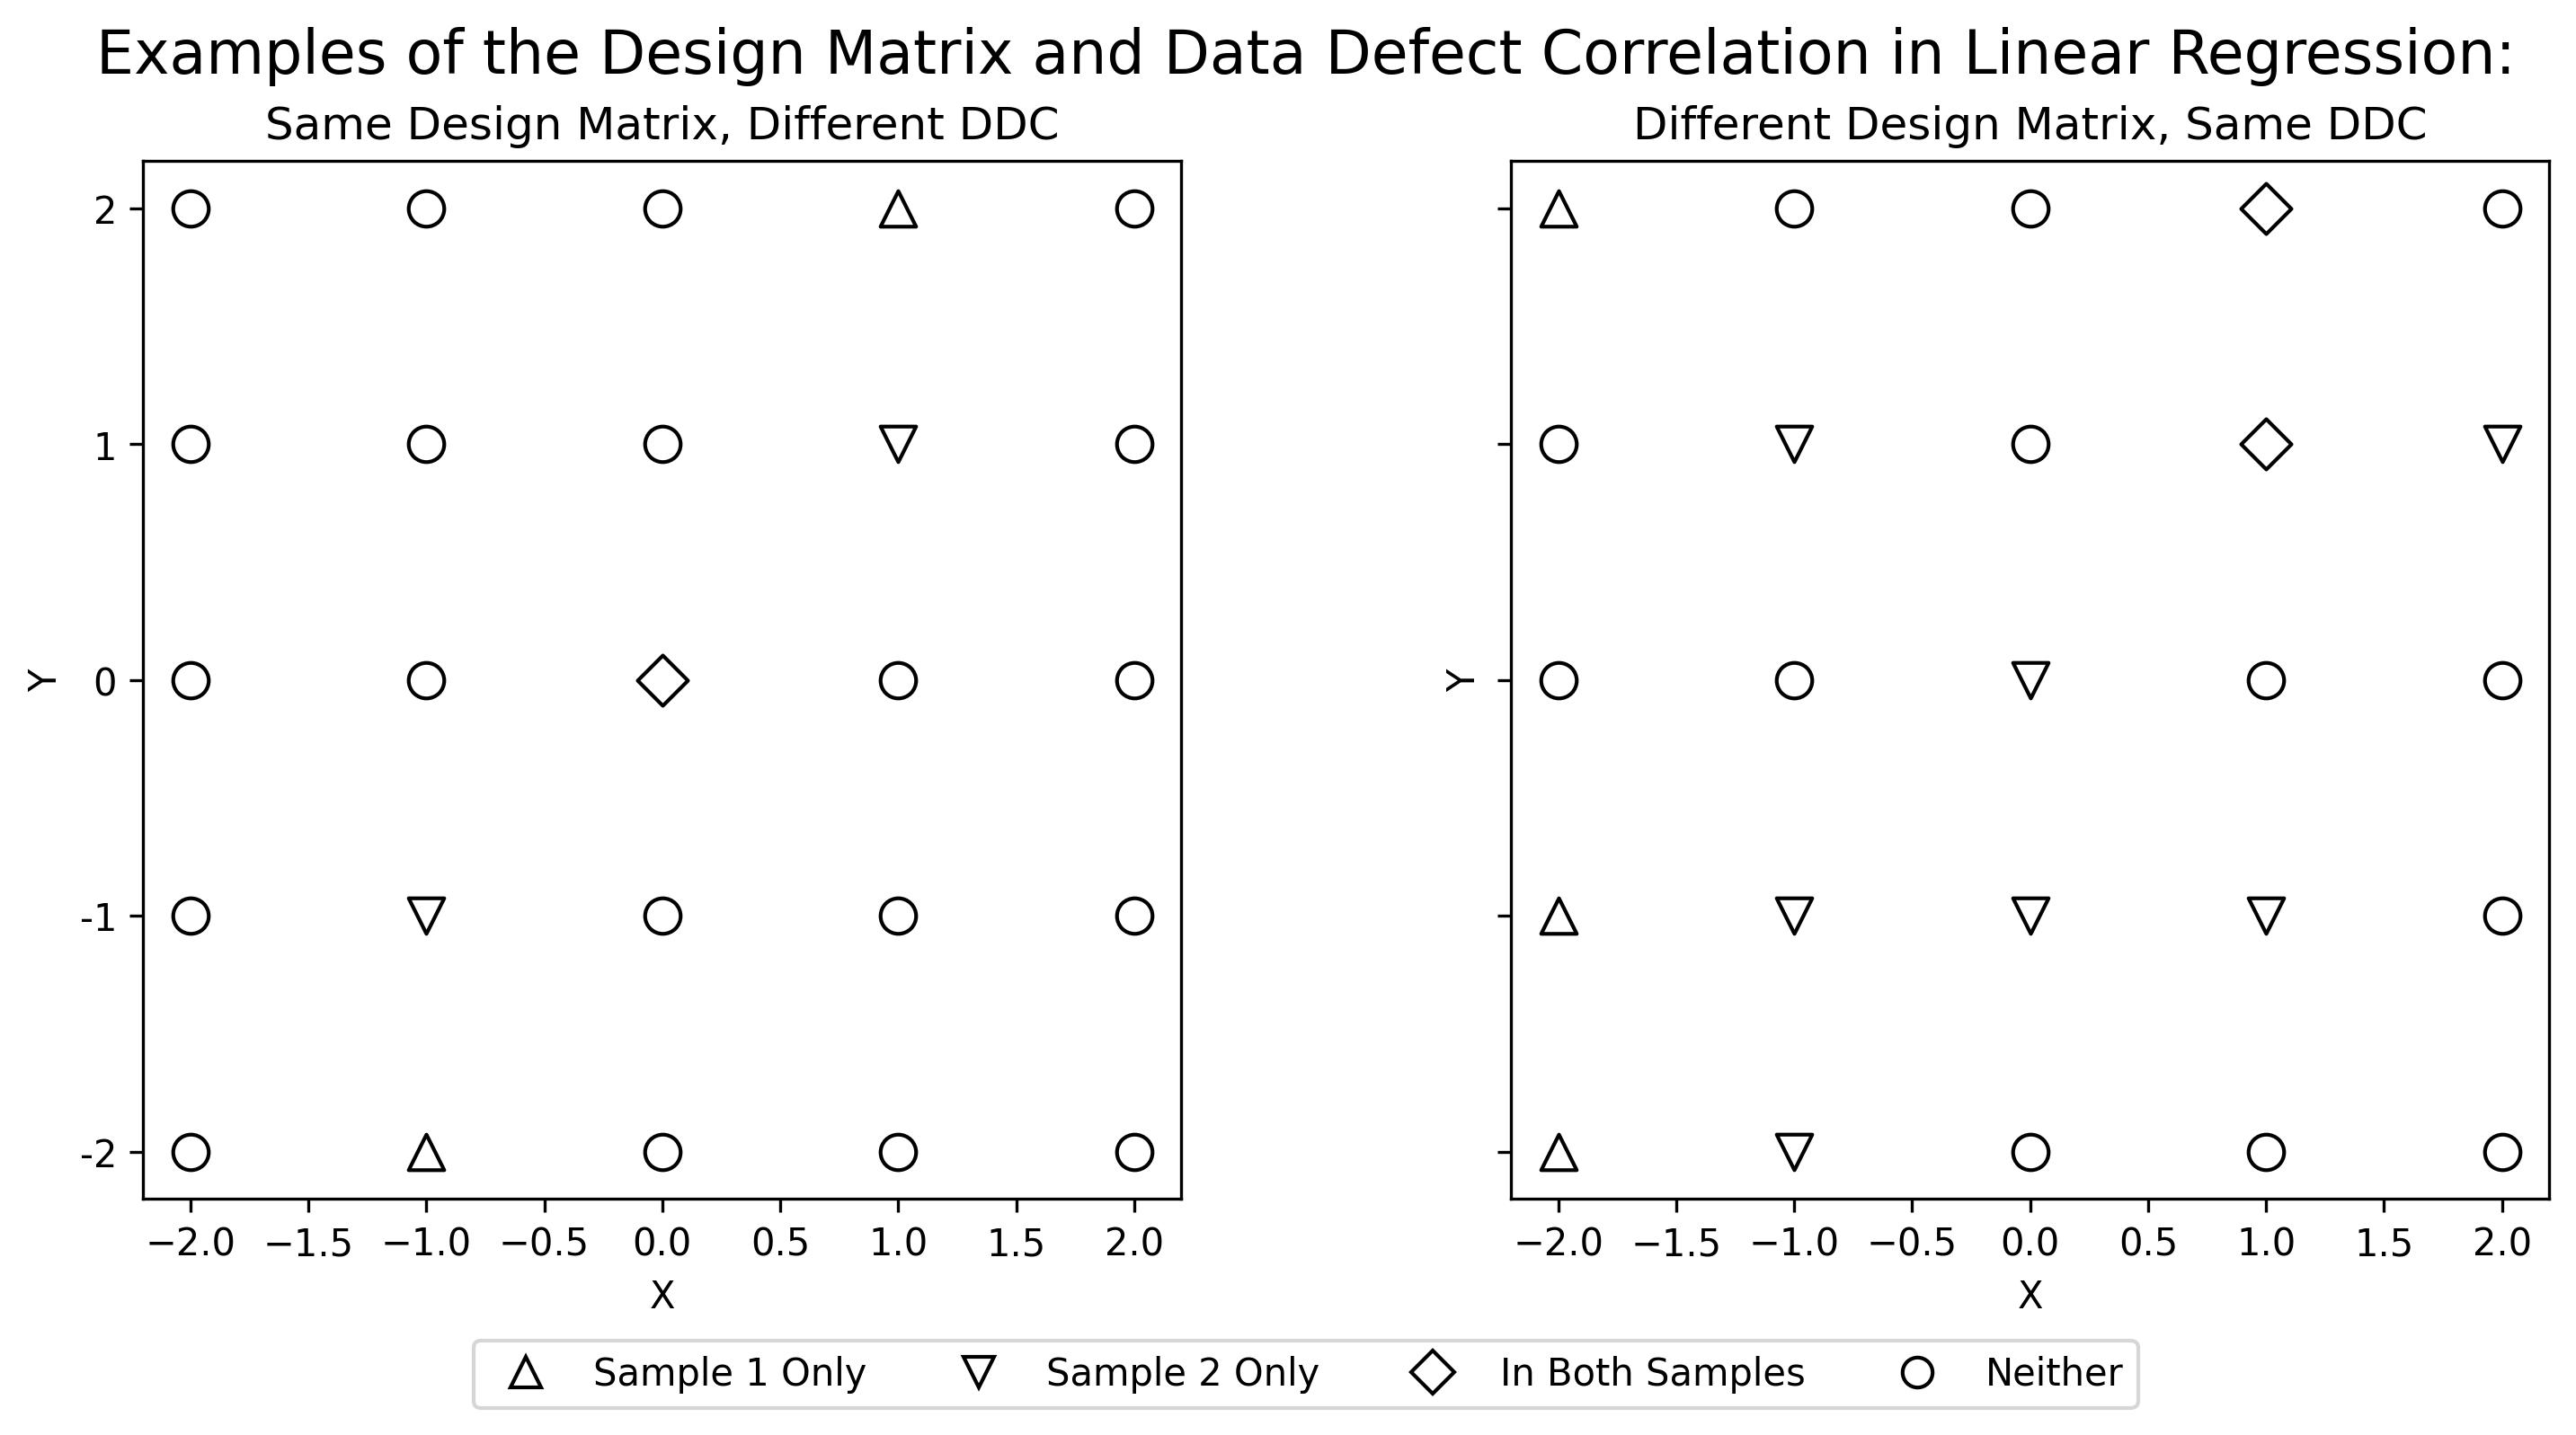 Examples of the Design Matrix and Data Defect Correlation in Linear Regression:
Same Design Matrix, Different DDC
2
1
0
-1
-2
Y
−2.0 −1.5 −1.0 −0.5 0.0 0.5 1.0 1.5 2.0
X
Different Design Matrix, Same DDC
Y
−2.0 −1.5 −1.0 −0.5 0.0 0.5 1.0 1.5 2.0
X
Sample 1 Only Sample 2 Only In Both Samples Neither